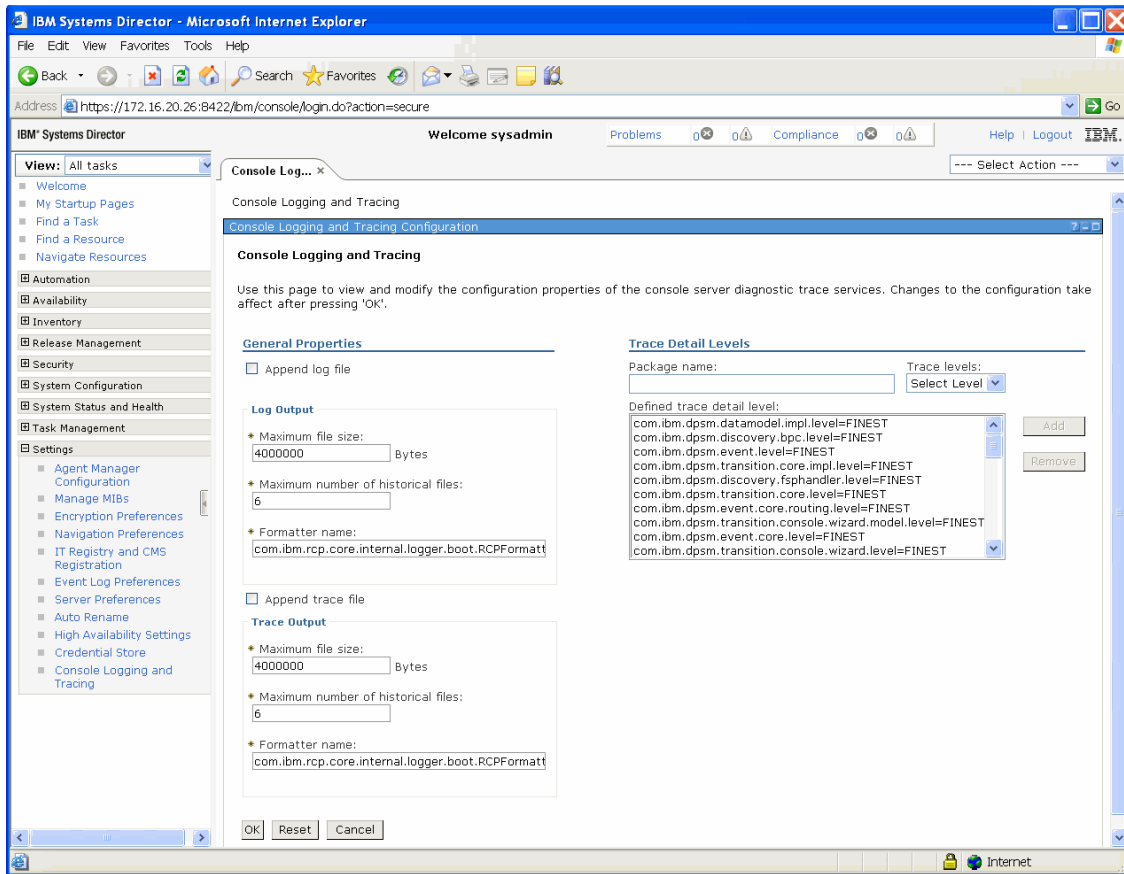 IBM Systems Director - Microsoft Internet Explorer
File Edit View Favorites Tools Help
Back Search Favorites
Address https://172.16.20.26:8422/ibm/console/login.do?action=secure Go
IBM® Systems Director Welcome sysadmin Problems 0 0 Compliance 0 0 Help | Logout IBM.
View: All tasks
Console Log... ×
--- Select Action ---
Welcome
My Startup Pages
Find a Task
Find a Resource
Navigate Resources
Automation
Availability
Inventory
Release Management
Security
System Configuration
System Status and Health
Task Management
Settings
Agent Manager
Configuration
Manage MIBs
Encryption Preferences
Navigation Preferences
IT Registry and CMS
Registration
Event Log Preferences
Server Preferences
Auto Rename
High Availability Settings
Credential Store
Console Logging and
Tracing
Console Logging and Tracing
Console Logging and Tracing Configuration
Console Logging and Tracing
Use this page to view and modify the configuration properties of the console server diagnostic trace services. Changes to the configuration take
affect after pressing 'OK'.
General Properties
Append log file
Log Output
* Maximum file size:
4000000 Bytes
* Maximum number of historical files:
6
* Formatter name:
com.ibm.rcp.core.internal.logger.boot.RCPFormatt
Append trace file
Trace Output
* Maximum file size:
4000000 Bytes
* Maximum number of historical files:
6
* Formatter name:
com.ibm.rcp.core.internal.logger.boot.RCPFormatt
OK Reset Cancel
Trace Detail Levels
Package name: Trace levels:
Select Level
Defined trace detail level:
com.ibm.dpsm.datamodel.impl.level=FINEST
com.ibm.dpsm.discovery.bpc.level=FINEST
com.ibm.dpsm.event.level=FINEST
com.ibm.dpsm.transition.core.impl.level=FINEST
com.ibm.dpsm.discovery.fsphandler.level=FINEST
com.ibm.dpsm.transition.core.level=FINEST
com.ibm.dpsm.event.core.routing.level=FINEST
com.ibm.dpsm.transition.console.wizard.model.level=FINEST
com.ibm.dpsm.event.core.level=FINEST
com.ibm.dpsm.transition.console.wizard.level=FINEST
Add
Remove
Internet